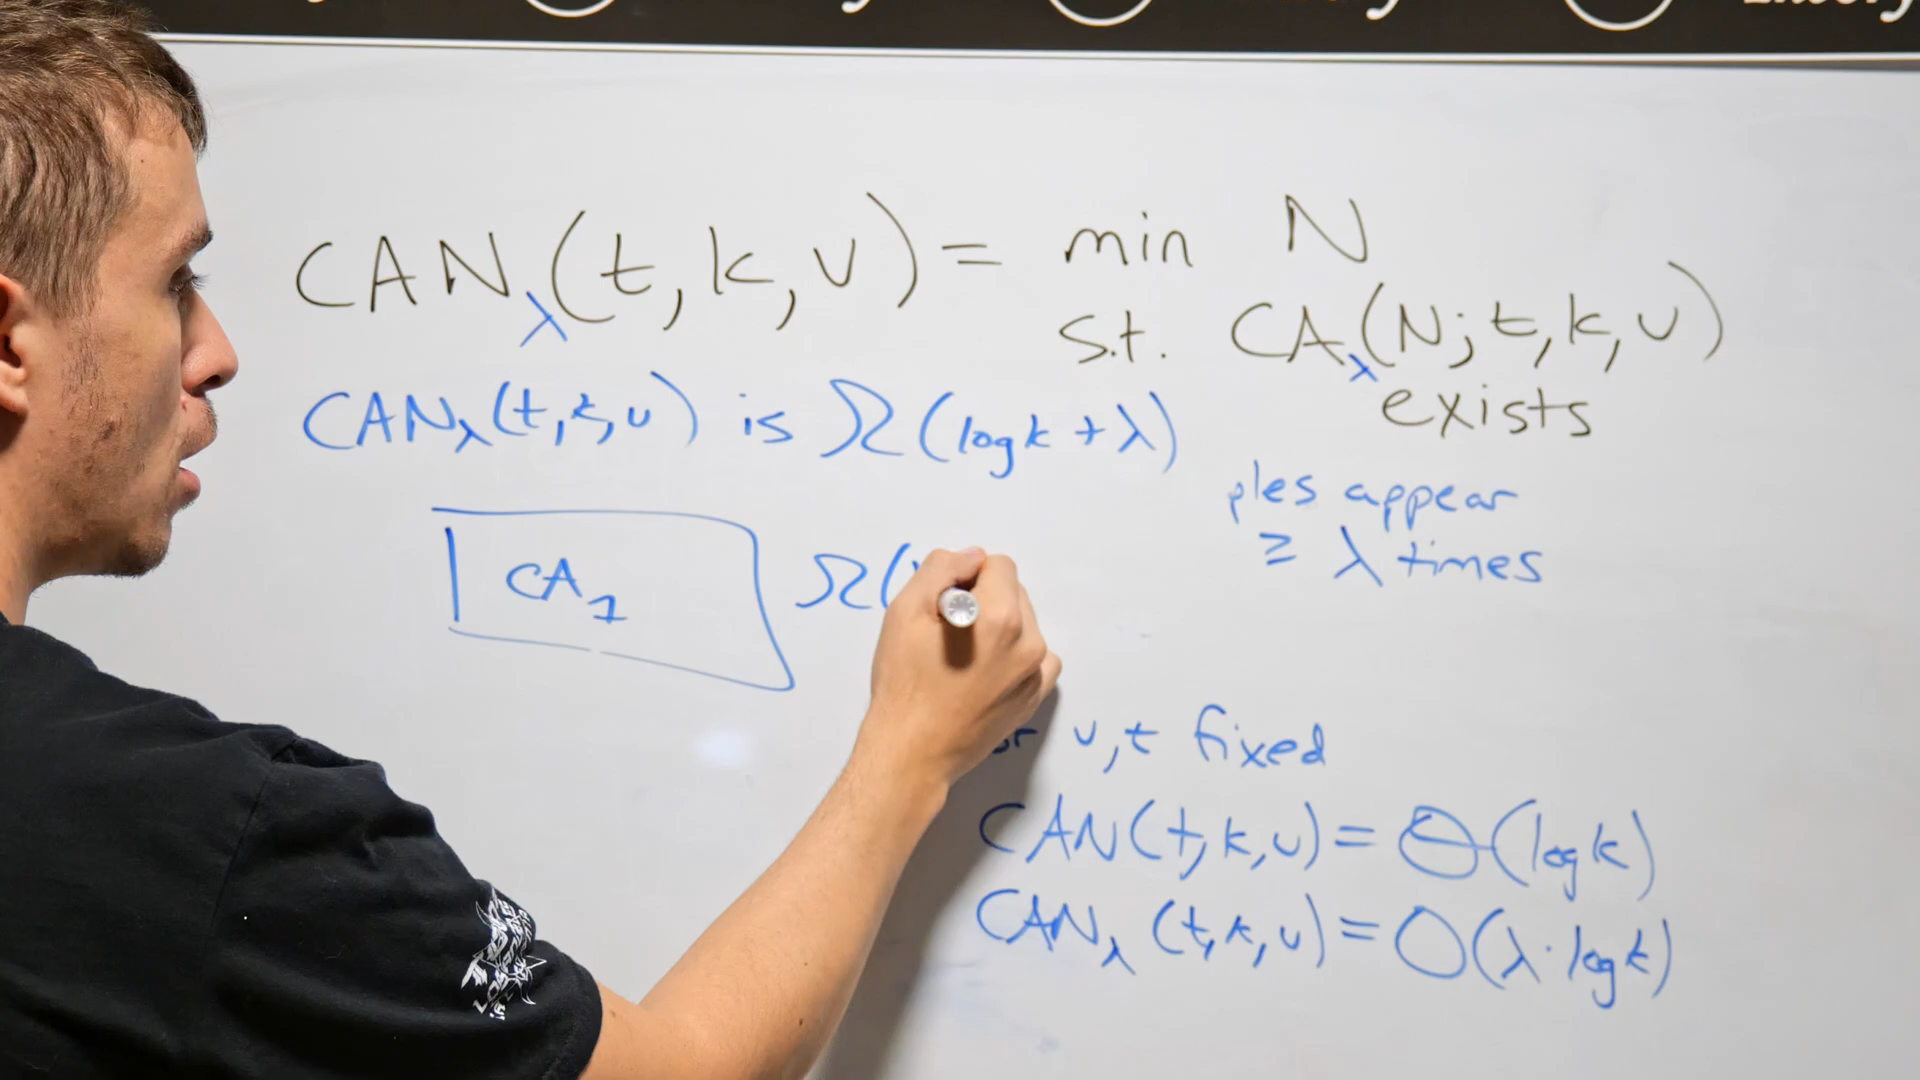 CAN_λ(t,k,v) = min N
s.t. CA_λ(N;t,k,v)
exists
CAN_λ(t,k,v) is Ω(log k + λ)
ples appear
≥ λ times
CA_1 Ω(
v,t fixed
CAN(t,k,v) = Θ(log k)
CAN_λ(t,k,v) = O(λ·log k)